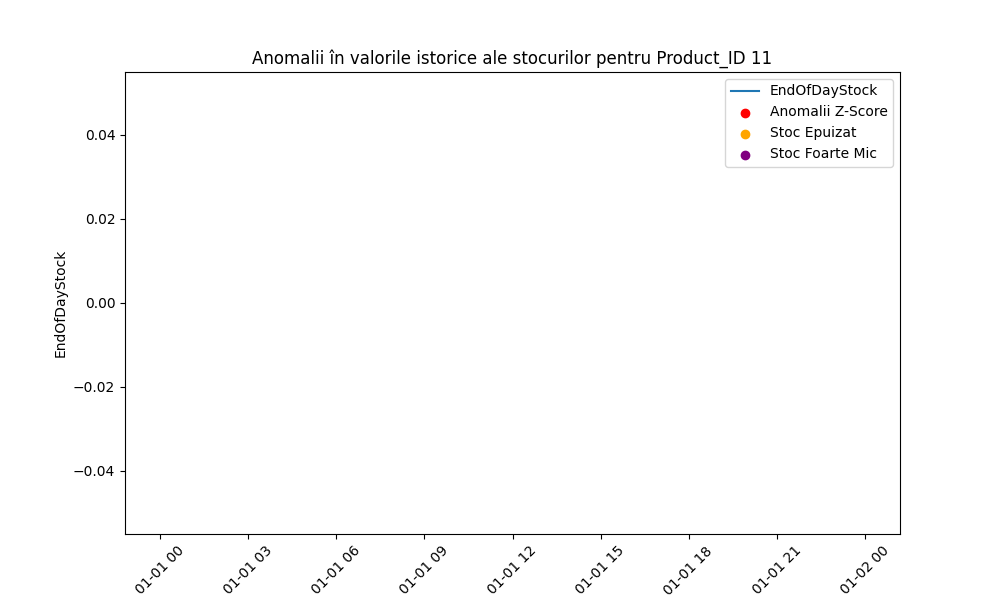 Anomalii în valorile istorice ale stocurilor pentru Product_ID 11
EndOfDayStock
Anomalii Z-Score
Stoc Epuizat
Stoc Foarte Mic
EndOfDayStock
0.04
0.02
0.00
−0.02
−0.04
01-01 00
01-01 03
01-01 06
01-01 09
01-01 12
01-01 15
01-01 18
01-01 21
01-02 00